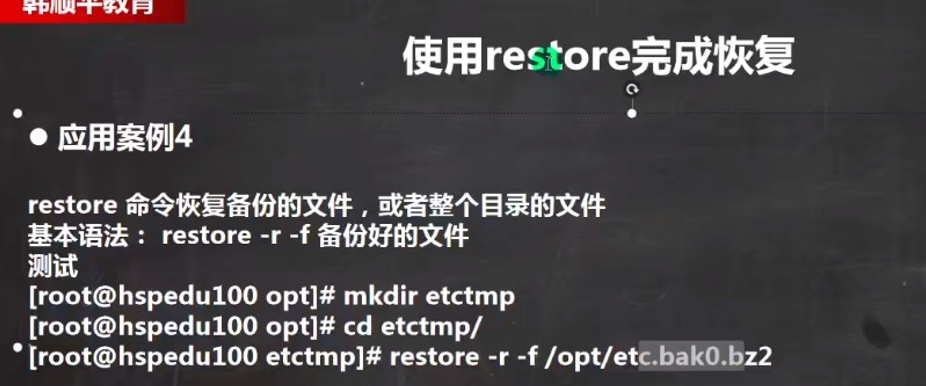 韩顺平教育
使用restore完成恢复
● 应用案例4
restore 命令恢复备份的文件，或者整个目录的文件
基本语法： restore -r -f 备份好的文件
测试
[root@hspedu100 opt]# mkdir etctmp
[root@hspedu100 opt]# cd etctmp/
[root@hspedu100 etctmp]# restore -r -f /opt/etc.bak0.bz2